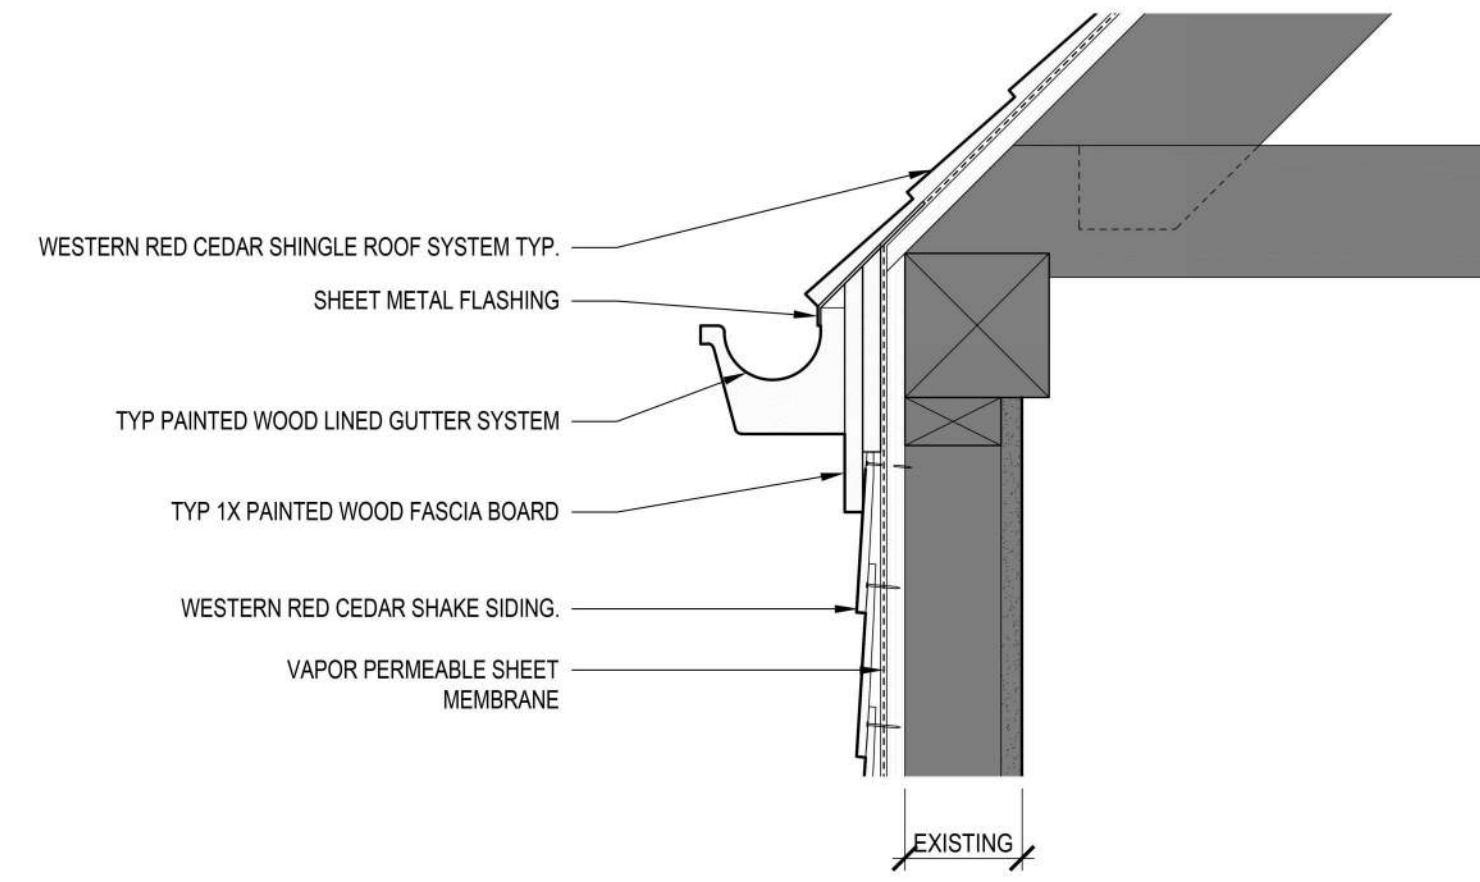 WESTERN RED CEDAR SHINGLE ROOF SYSTEM TYP.
SHEET METAL FLASHING
TYP PAINTED WOOD LINED GUTTER SYSTEM
TYP 1X PAINTED WOOD FASCIA BOARD
WESTERN RED CEDAR SHAKE SIDING.
VAPOR PERMEABLE SHEET
MEMBRANE
EXISTING